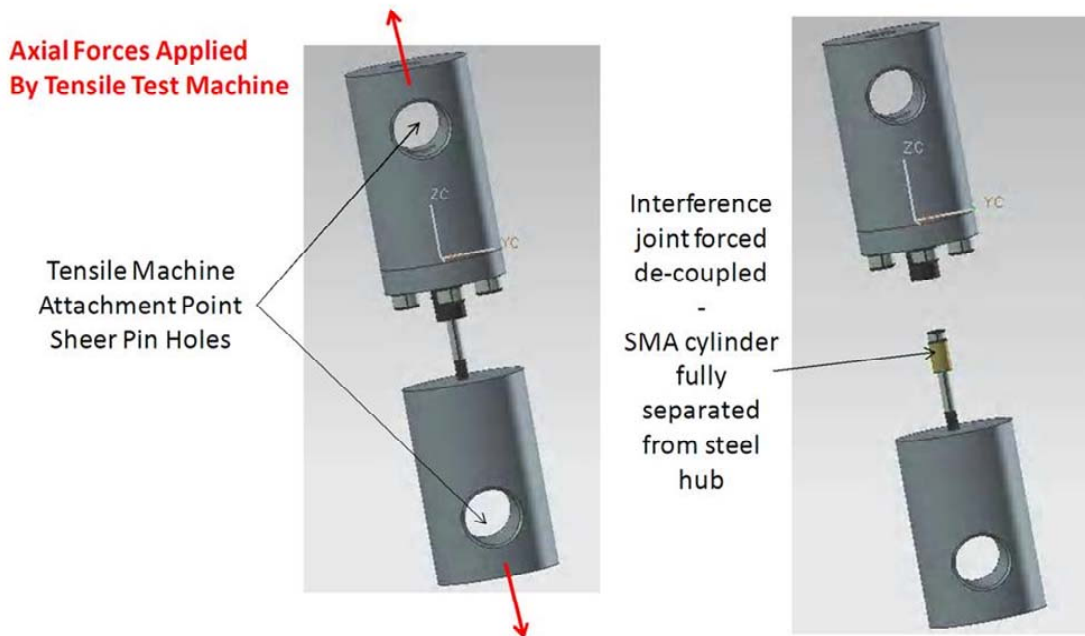 Axial Forces Applied
By Tensile Test Machine
Tensile Machine
Attachment Point
Sheer Pin Holes
ZC
YC
Interference
joint forced
de-coupled
-
SMA cylinder
fully
separated
from steel
hub
ZC
YC